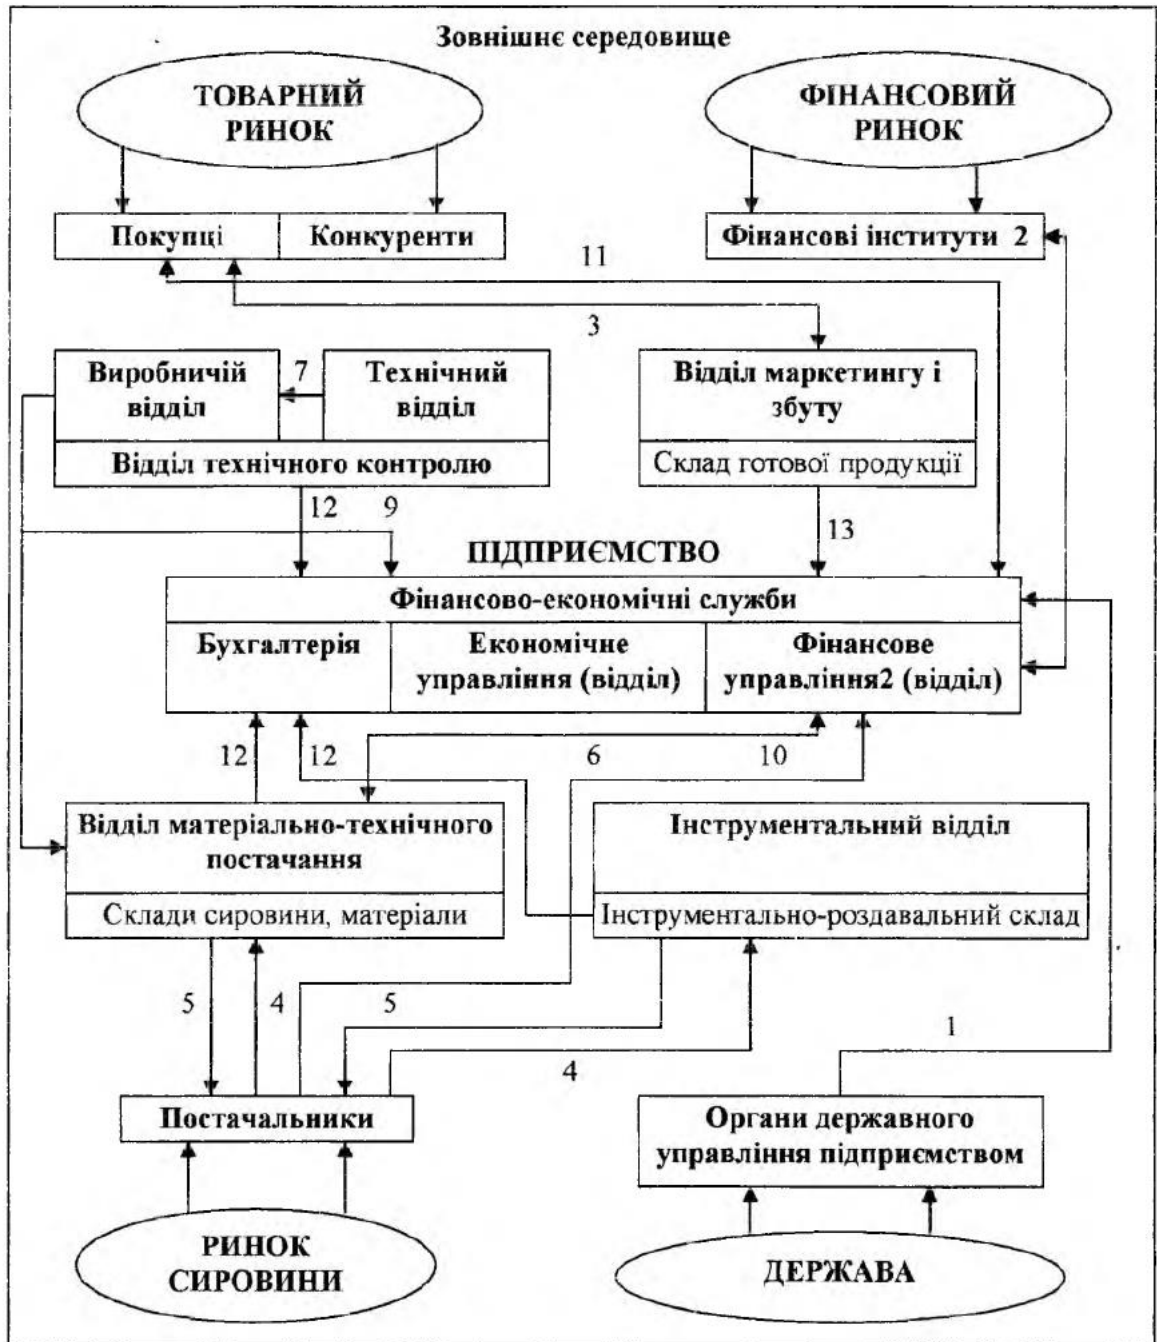 Зовнішнє середовище
ТОВАРНИЙ
РИНОК
ФІНАНСОВИЙ
РИНОК
Покупці
Конкуренти
Фінансові інститути 2
11
3
Виробничій
відділ
7
Технічний
відділ
Відділ маркетингу і
збуту
Відділ технічного контролю
Склад готової продукції
12
9
13
ПІДПРИЄМСТВО
Фінансово-економічні служби
Бухгалтерія
Економічне
управління (відділ)
Фінансове
управління2 (відділ)
12
12
6
10
Відділ матеріально-технічного
постачання
Інструментальний відділ
Склади сировини, матеріали
Інструментально-роздавальний склад
5
4
5
1
4
Постачальники
Органи державного
управління підприємством
РИНОК
СИРОВИНИ
ДЕРЖАВА